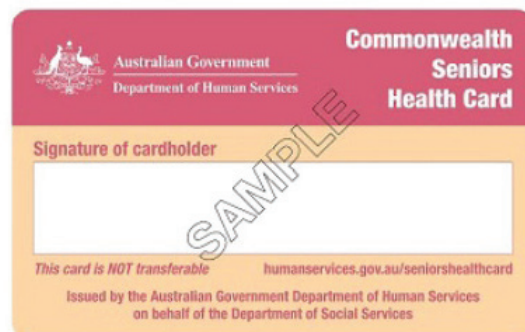 Australian Government
Department of Human Services
Commonwealth
Seniors
Health Card
Signature of cardholder
SAMPLE
This card is NOT transferable
humanservices.gov.au/seniorshealthcard
Issued by the Australian Government Department of Human Services
on behalf of the Department of Social Services